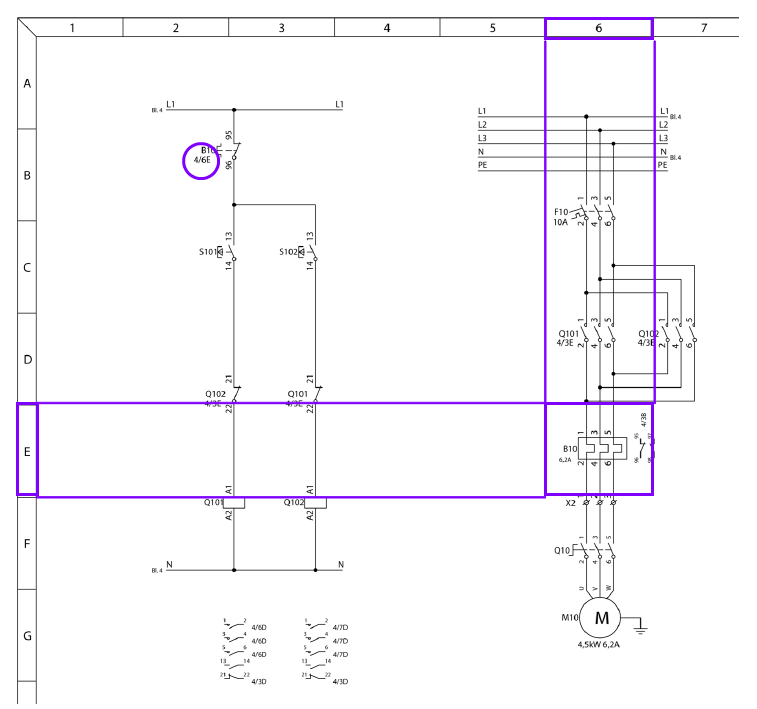 1 2 3 4 5 6 7
A
L1 L1
Bl. 4
L1 L1
Bl.4
L2 L2
L3 L3
N N
Bl.4
PE PE
95
B10
4/6E
96
B
1 3 5
F10
10A
2 4 6
13 13
S101 S102
14 14
C
1 3 5 1 3 5
Q101 Q102
4/3E 4/3E
2 4 6 2 4 6
D
21 21
Q102 Q101
4/3E 4/3E
22 22
4/3B
1 3 5
95 97
E
B10
6,2A
2 4 6
96 98
A1 A1
Q101 Q102
A2 A2
X2 1 2 3
F
1 3 5
Q10
2 4 6
N N
Bl. 4
U V W
M10 M
4,5kW 6,2A
G
1 2 4/6D 1 2 4/7D
3 4 4/6D 3 4 4/7D
5 6 4/6D 5 6 4/7D
13 14 13 14
21 22 4/3D 21 22 4/3D